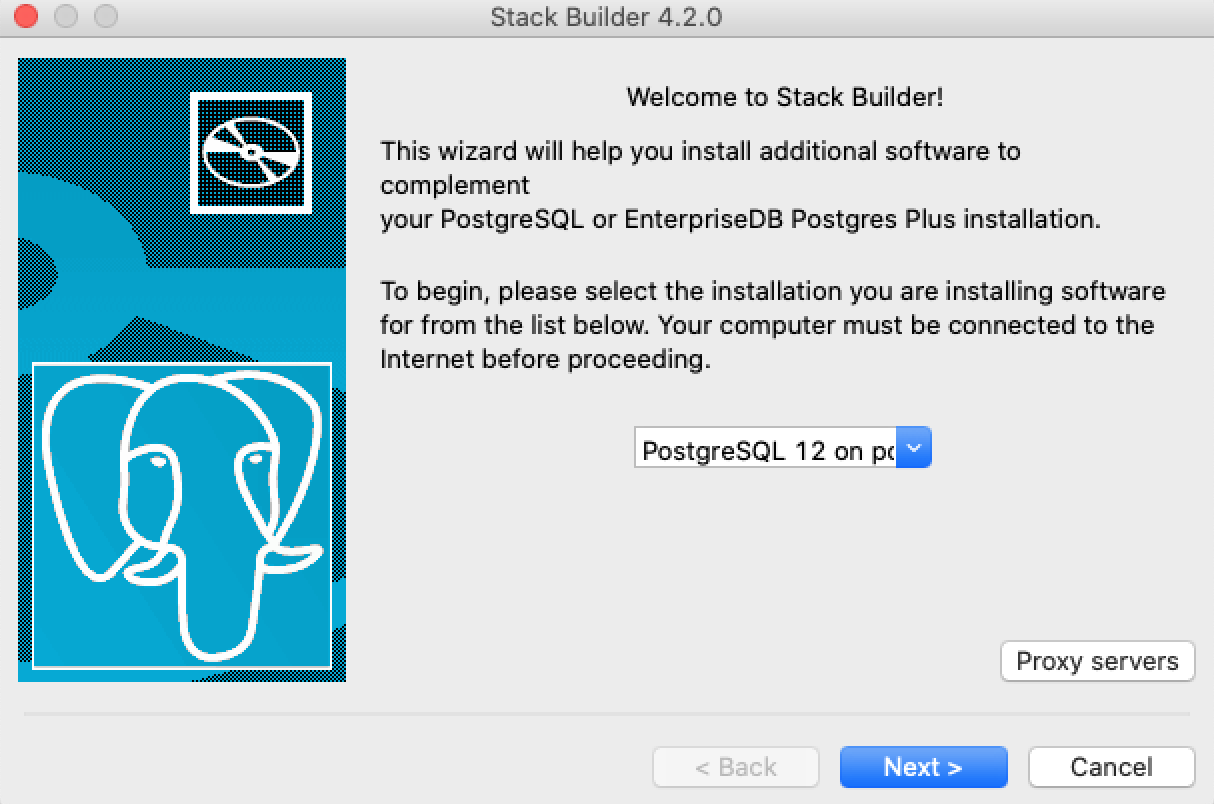 Stack Builder 4.2.0
Welcome to Stack Builder!
This wizard will help you install additional software to
complement
your PostgreSQL or EnterpriseDB Postgres Plus installation.
To begin, please select the installation you are installing software
for from the list below. Your computer must be connected to the
Internet before proceeding.
PostgreSQL 12 on
Proxy servers
< Back
Next >
Cancel